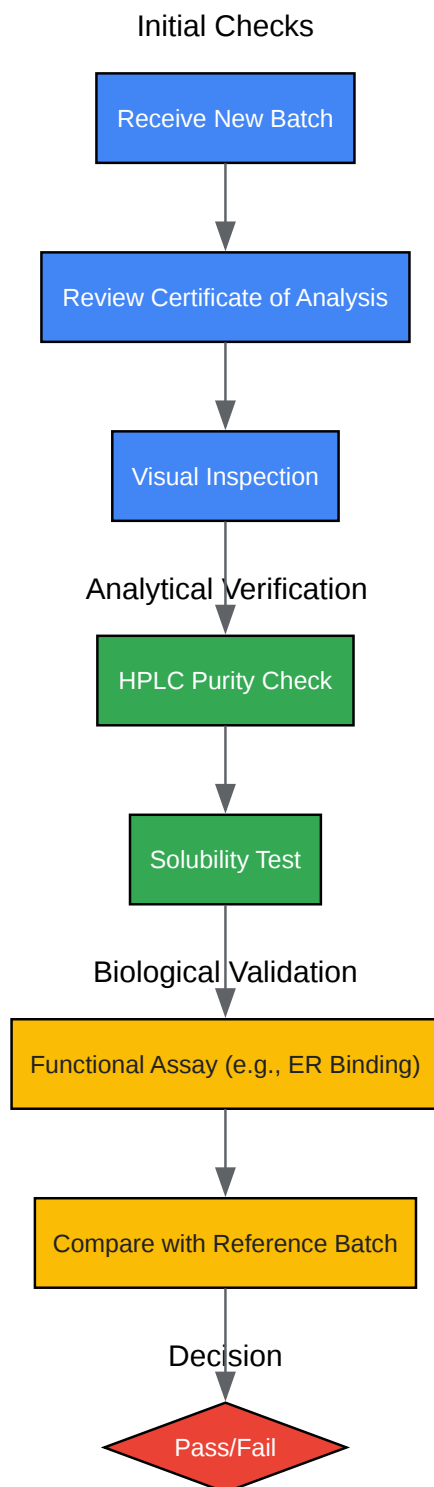 Initial Checks
Receive New Batch
Review Certificate of Analysis
Visual Inspection
Analytical Verification
HPLC Purity Check
Solubility Test
Biological Validation
Functional Assay (e.g., ER Binding)
Compare with Reference Batch
Decision
Pass/Fail